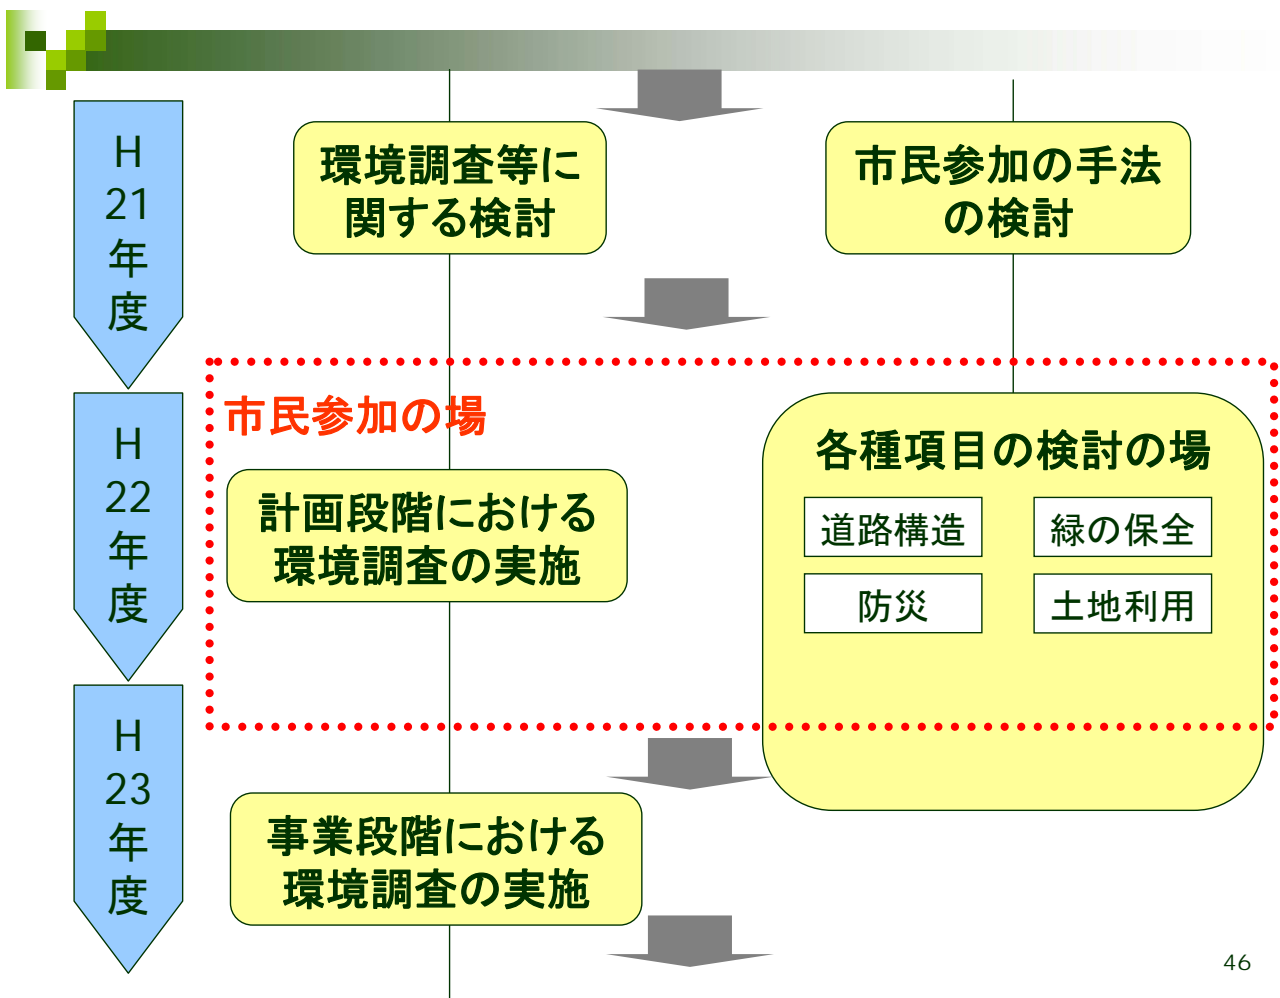 H
21
年
度
環境調査等に
関する検討
市民参加の手法
の検討
H
22
年
度
市民参加の場
計画段階における
環境調査の実施
各種項目の検討の場
道路構造
緑の保全
防災
土地利用
H
23
年
度
事業段階における
環境調査の実施
46